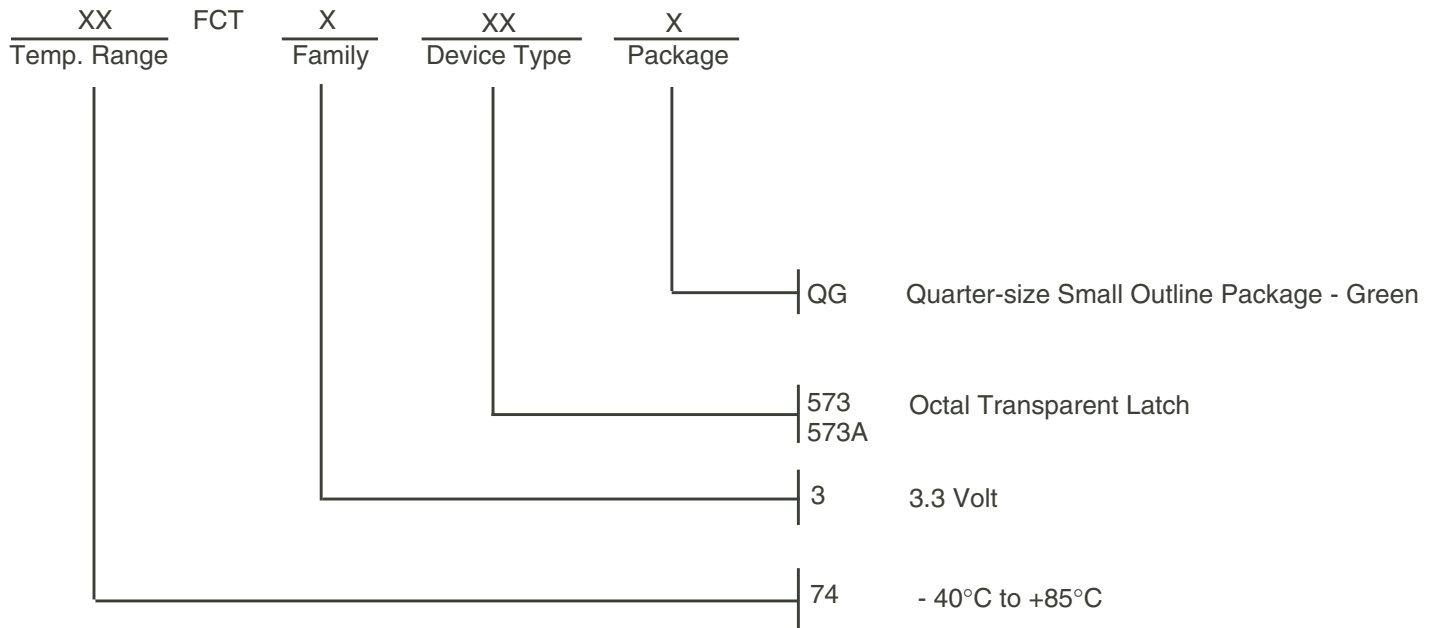 XX FCT X XX X
Temp. Range Family Device Type Package
QG Quarter-size Small Outline Package - Green
573 Octal Transparent Latch
573A
3 3.3 Volt
74 - 40°C to +85°C